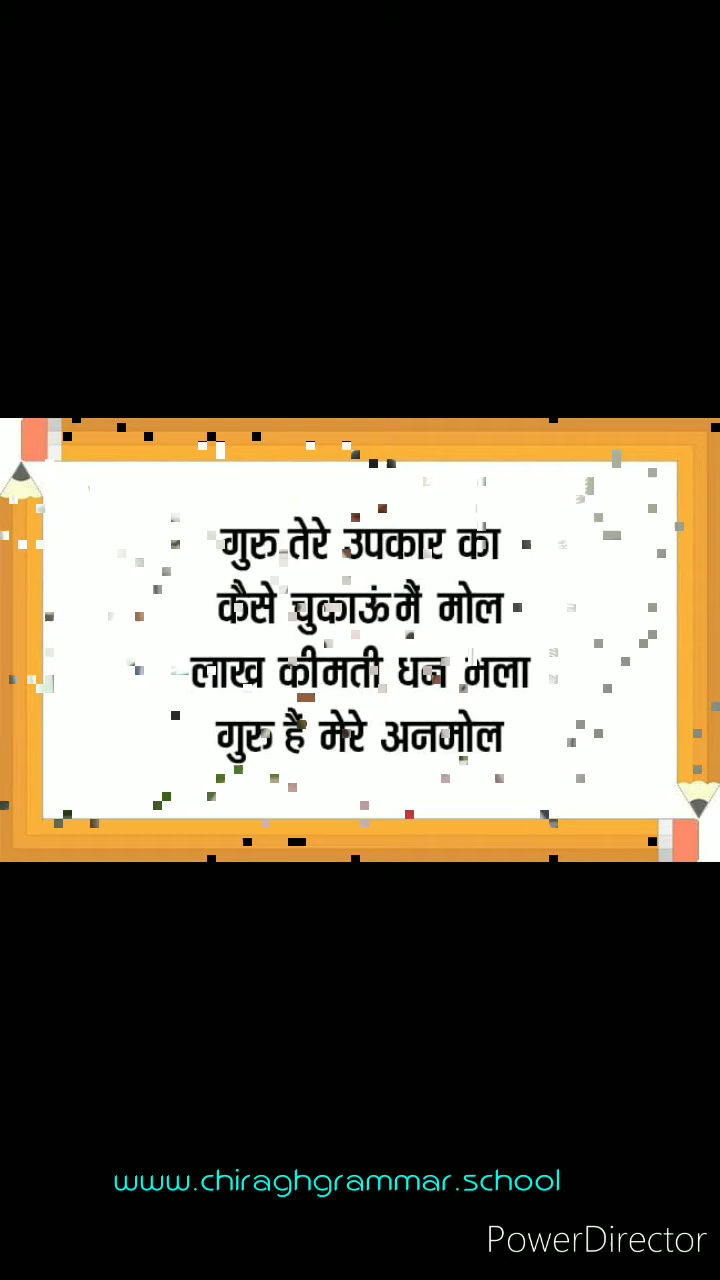 गुरु तेरे उपकार का
कैसे चुकाऊं मैं मोल
लाख कीमती धन भला
गुरु हैं मेरे अनमोल
www.chiraghgrammar.school
PowerDirector